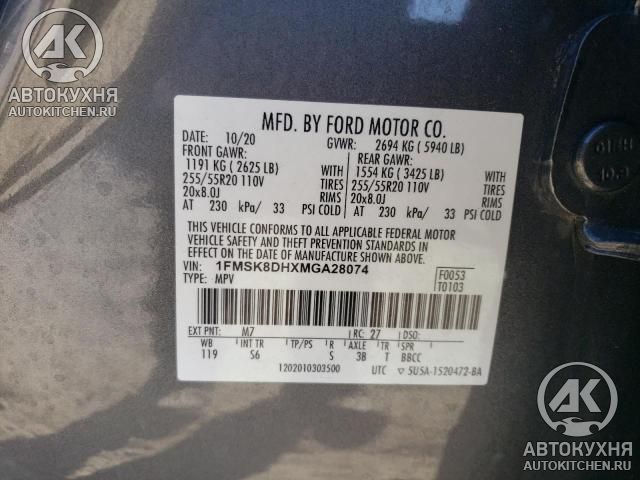 АК
АВТОКУХНЯ
AUTOKITCHEN.RU
MFD. BY FORD MOTOR CO.
10/20 GVWR: 2694 KG ( 5940 LB)
FRONT GAWR: REAR GAWR:
1191 KG ( 2625 LB) WITH 1554 KG ( 3425 LB) WITH
255/55R20 110V TIRES 255/55R20 110V TIRES
20x8.0J RIMS 20x8.0J RIMS
AT 230 kPa/ 33 PSI COLD AT 230 kPa/ 33 PSI COLD
THIS VEHICLE CONFORMS TO ALL APPLICABLE FEDERAL MOTOR
VEHICLE SAFETY AND THEFT PREVENTION STANDARDS IN
EFFECT ON THE DATE OF MANUFACTURE SHOWN ABOVE.
VIN: 1FMSK8DHXMGA28074 F0053
TYPE: MPV T0103
EXT PNT: M7 RC: 27 DSO:
WB INT TR TP/PS R AXLE TR SPR
119 S6 S 3B T BBCC
1202010303500 UTC 5U5A-1520472-BA
АК
АВТОКУХНЯ
AUTOKITCHEN.RU